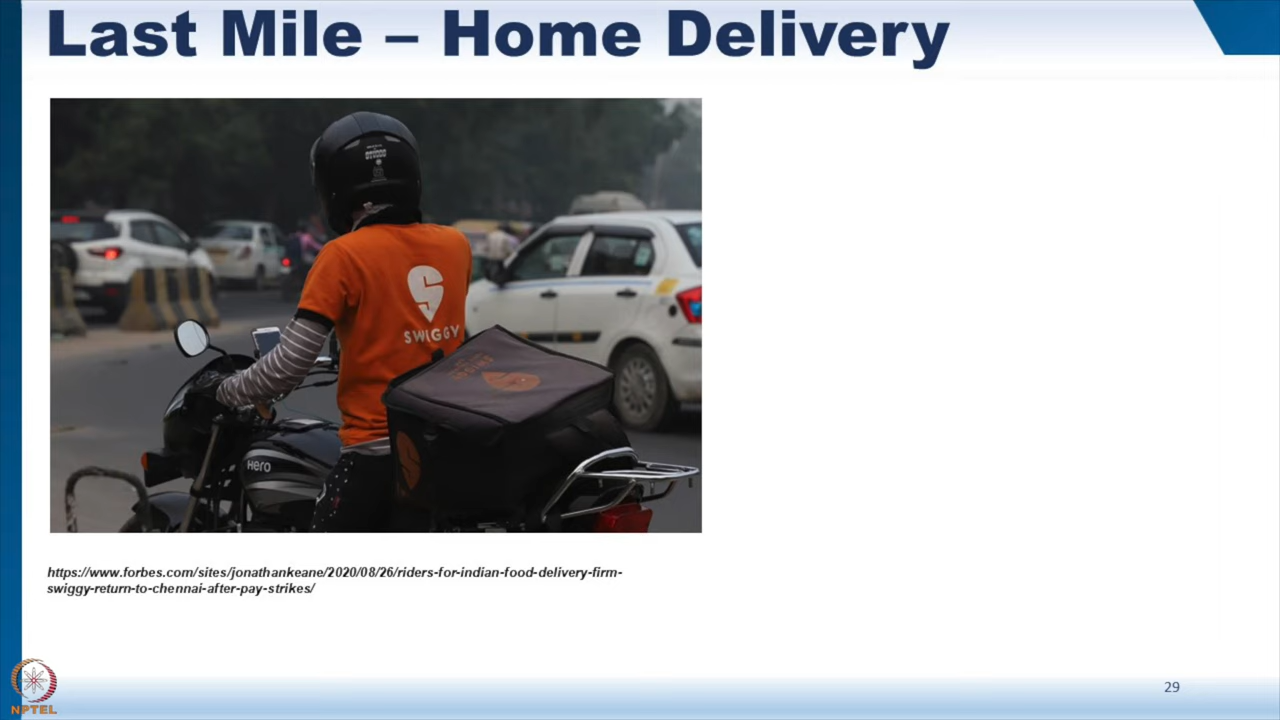 Last Mile – Home Delivery
SWIGGY
Hero
https://www.forbes.com/sites/jonathankeane/2020/08/26/riders-for-indian-food-delivery-firm-
swiggy-return-to-chennai-after-pay-strikes/
29
NPTEL